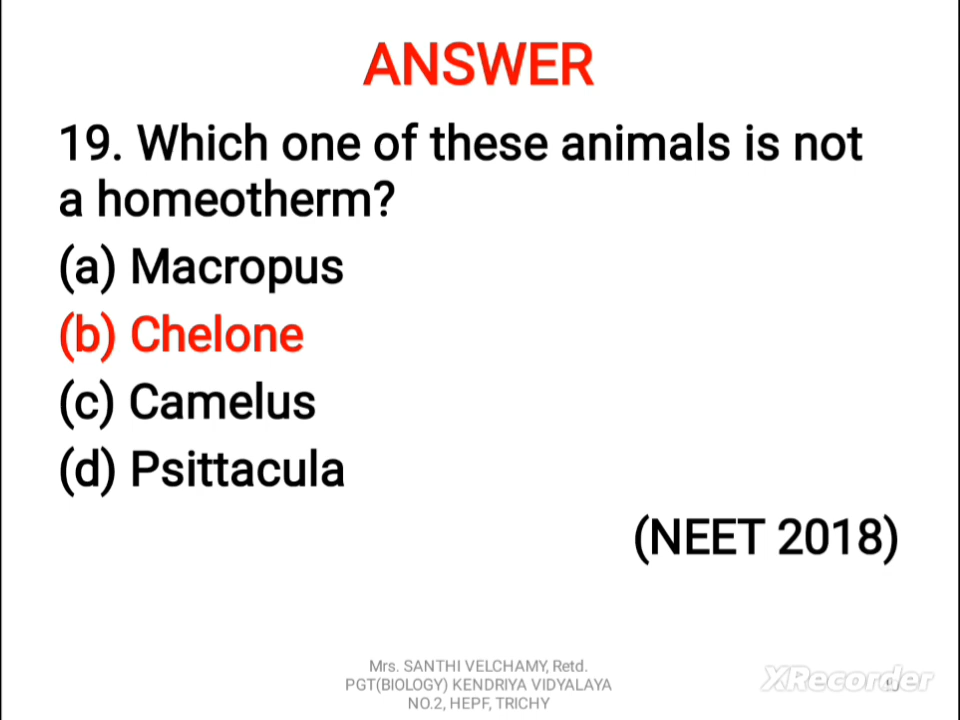 ANSWER
19. Which one of these animals is not
a homeotherm?
(a) Macropus
(b) Chelone
(c) Camelus
(d) Psittacula
(NEET 2018)
Mrs. SANTHI VELCHAMY, Retd.
PGT(BIOLOGY) KENDRIYA VIDYALAYA
NO.2, HEPF, TRICHY
XRecorder